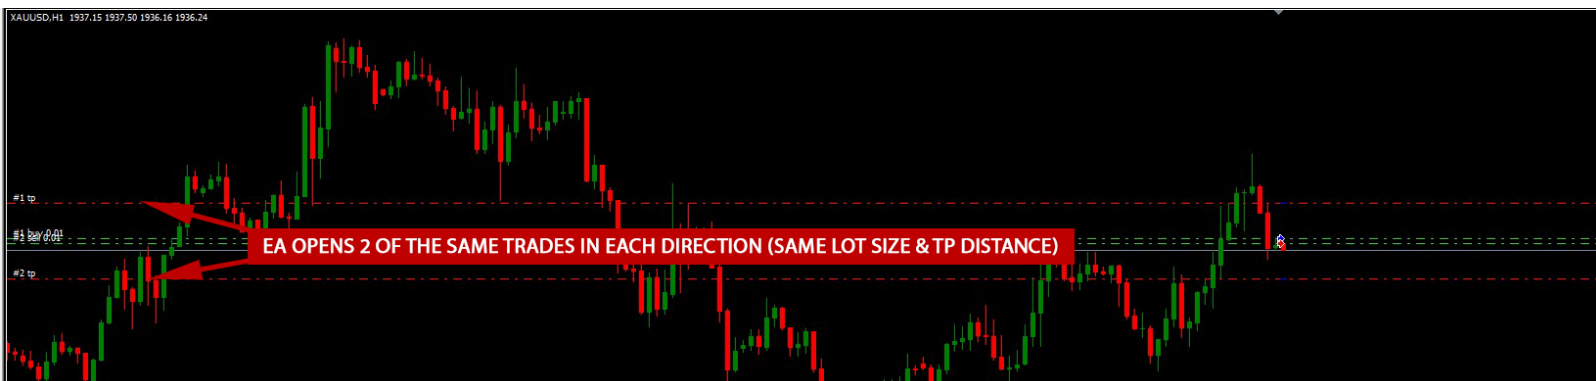 XAUUSD,H1 1937.15 1937.50 1936.16 1936.24
#1 tp
#1 buy 0.01
#2 sell 0.01
EA OPENS 2 OF THE SAME TRADES IN EACH DIRECTION (SAME LOT SIZE & TP DISTANCE)
#2 tp